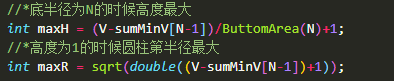 //*底半径为N的时候高度最大
int maxH = (V-sumMinV[N-1])/ButtomArea(N)+1;
//*高度为1的时候圆柱第半径最大
int maxR = sqrt(double((V-sumMinV[N-1])+1));